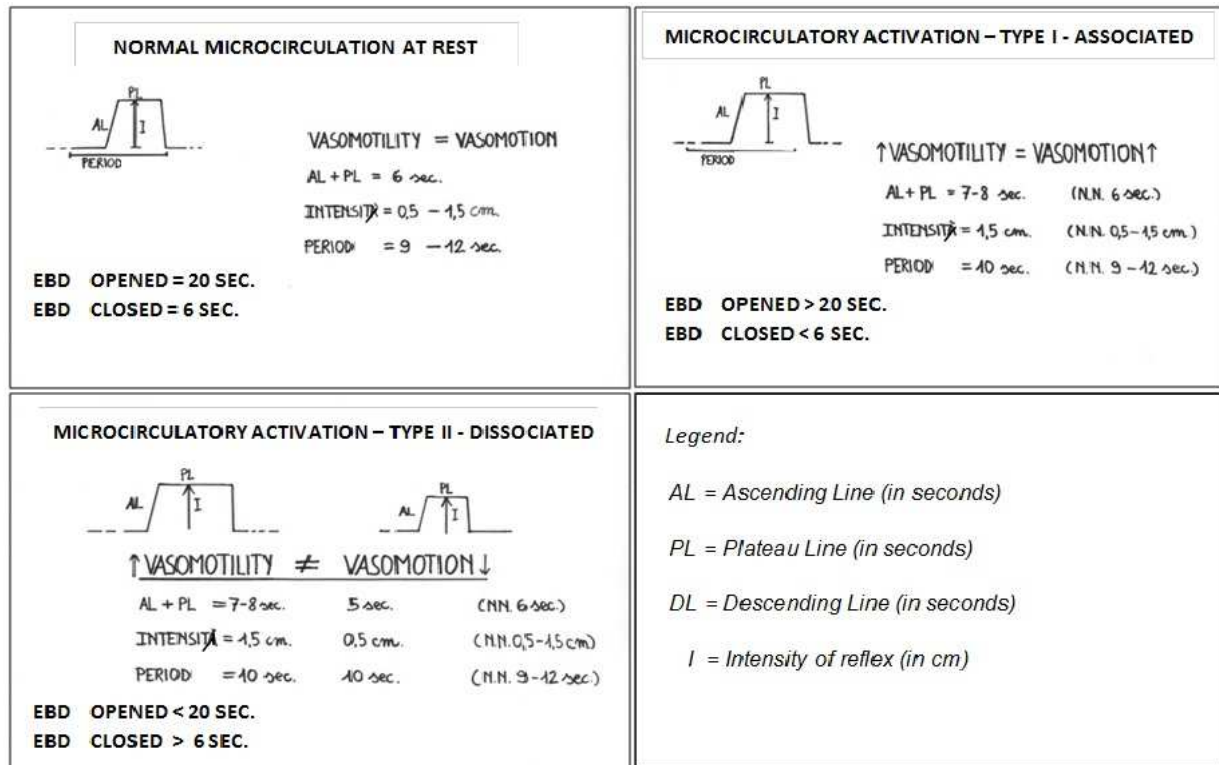 NORMAL MICROCIRCULATION AT REST
PL
AL
I
PERIOD
VASOMOTILITY = VASOMOTION
AL + PL = 6 sec.
INTENSITÀ = 0,5 – 1,5 cm.
PERIOD = 9 – 12 sec.
EBD OPENED = 20 SEC.
EBD CLOSED = 6 SEC.
MICROCIRCULATORY ACTIVATION – TYPE I - ASSOCIATED
PL
AL
I
PERIOD
↑VASOMOTILITY = VASOMOTION↑
AL + PL = 7-8 sec. (N.N. 6 sec.)
INTENSITÀ = 1,5 cm. (N.N. 0,5-1,5 cm.)
PERIOD = 10 sec. (N.N. 9 – 12 sec.)
EBD OPENED > 20 SEC.
EBD CLOSED < 6 SEC.
MICROCIRCULATORY ACTIVATION – TYPE II - DISSOCIATED
PL
AL
I
PL
AL
I
↑VASOMOTILITY ≠ VASOMOTION↓
AL + PL = 7-8 sec. 5 sec. (NN. 6 sec.)
INTENSITÀ = 1,5 cm. 0,5 cm. (N.N. 0,5-1,5 cm)
PERIOD = 10 sec. 10 sec. (N.N. 9-12 sec.)
EBD OPENED < 20 SEC.
EBD CLOSED > 6 SEC.
Legend:
AL = Ascending Line (in seconds)
PL = Plateau Line (in seconds)
DL = Descending Line (in seconds)
I = Intensity of reflex (in cm)